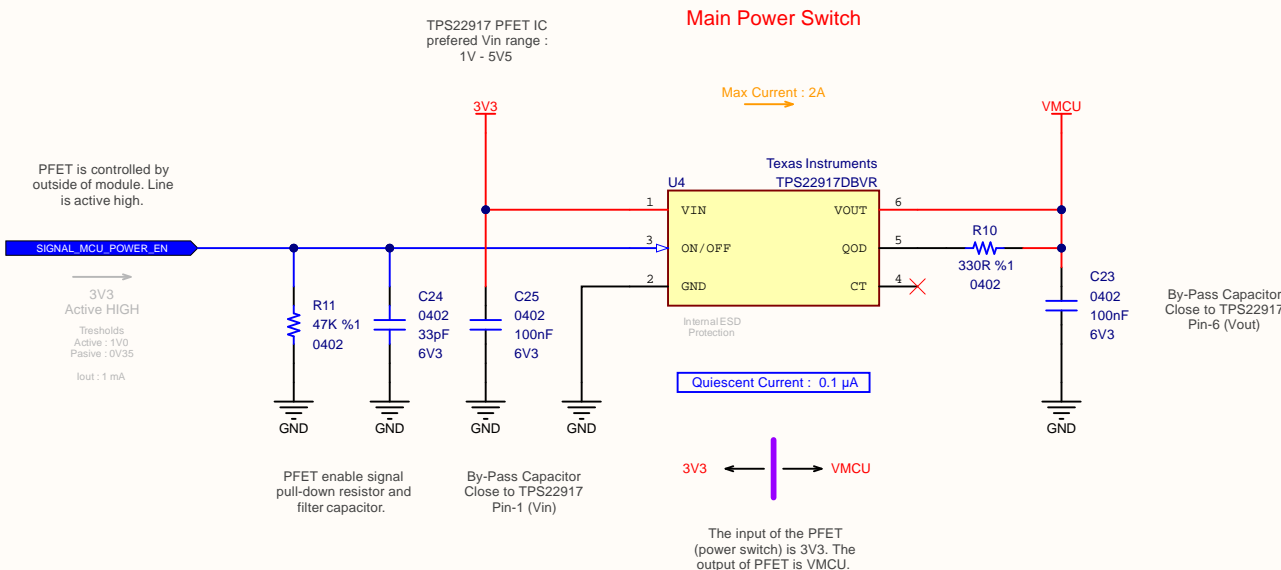 Main Power Switch
TPS22917 PFET IC
prefered Vin range :
1V - 5V5
Max Current : 2A
3V3
VMCU
PFET is controlled by
outside of module. Line
is active high.
SIGNAL_MCU_POWER_EN
3V3
Active HIGH
Tresholds
Active : 1V0
Pasive : 0V35
Iout : 1 mA
Texas Instruments
U4
TPS22917DBVR
1
VIN
VOUT
6
3
ON/OFF
QOD
5
2
GND
CT
4
Internal ESD
Protection
R10
330R %1
0402
R11
47K %1
0402
C24
0402
33pF
6V3
C25
0402
100nF
6V3
C23
0402
100nF
6V3
By-Pass Capacitor
Close to TPS22917
Pin-6 (Vout)
Quiescent Current : 0.1 µA
GND
GND
GND
GND
GND
PFET enable signal
pull-down resistor and
filter capacitor.
By-Pass Capacitor
Close to TPS22917
Pin-1 (Vin)
3V3
VMCU
The input of the PFET
(power switch) is 3V3. The
output of PFET is VMCU.